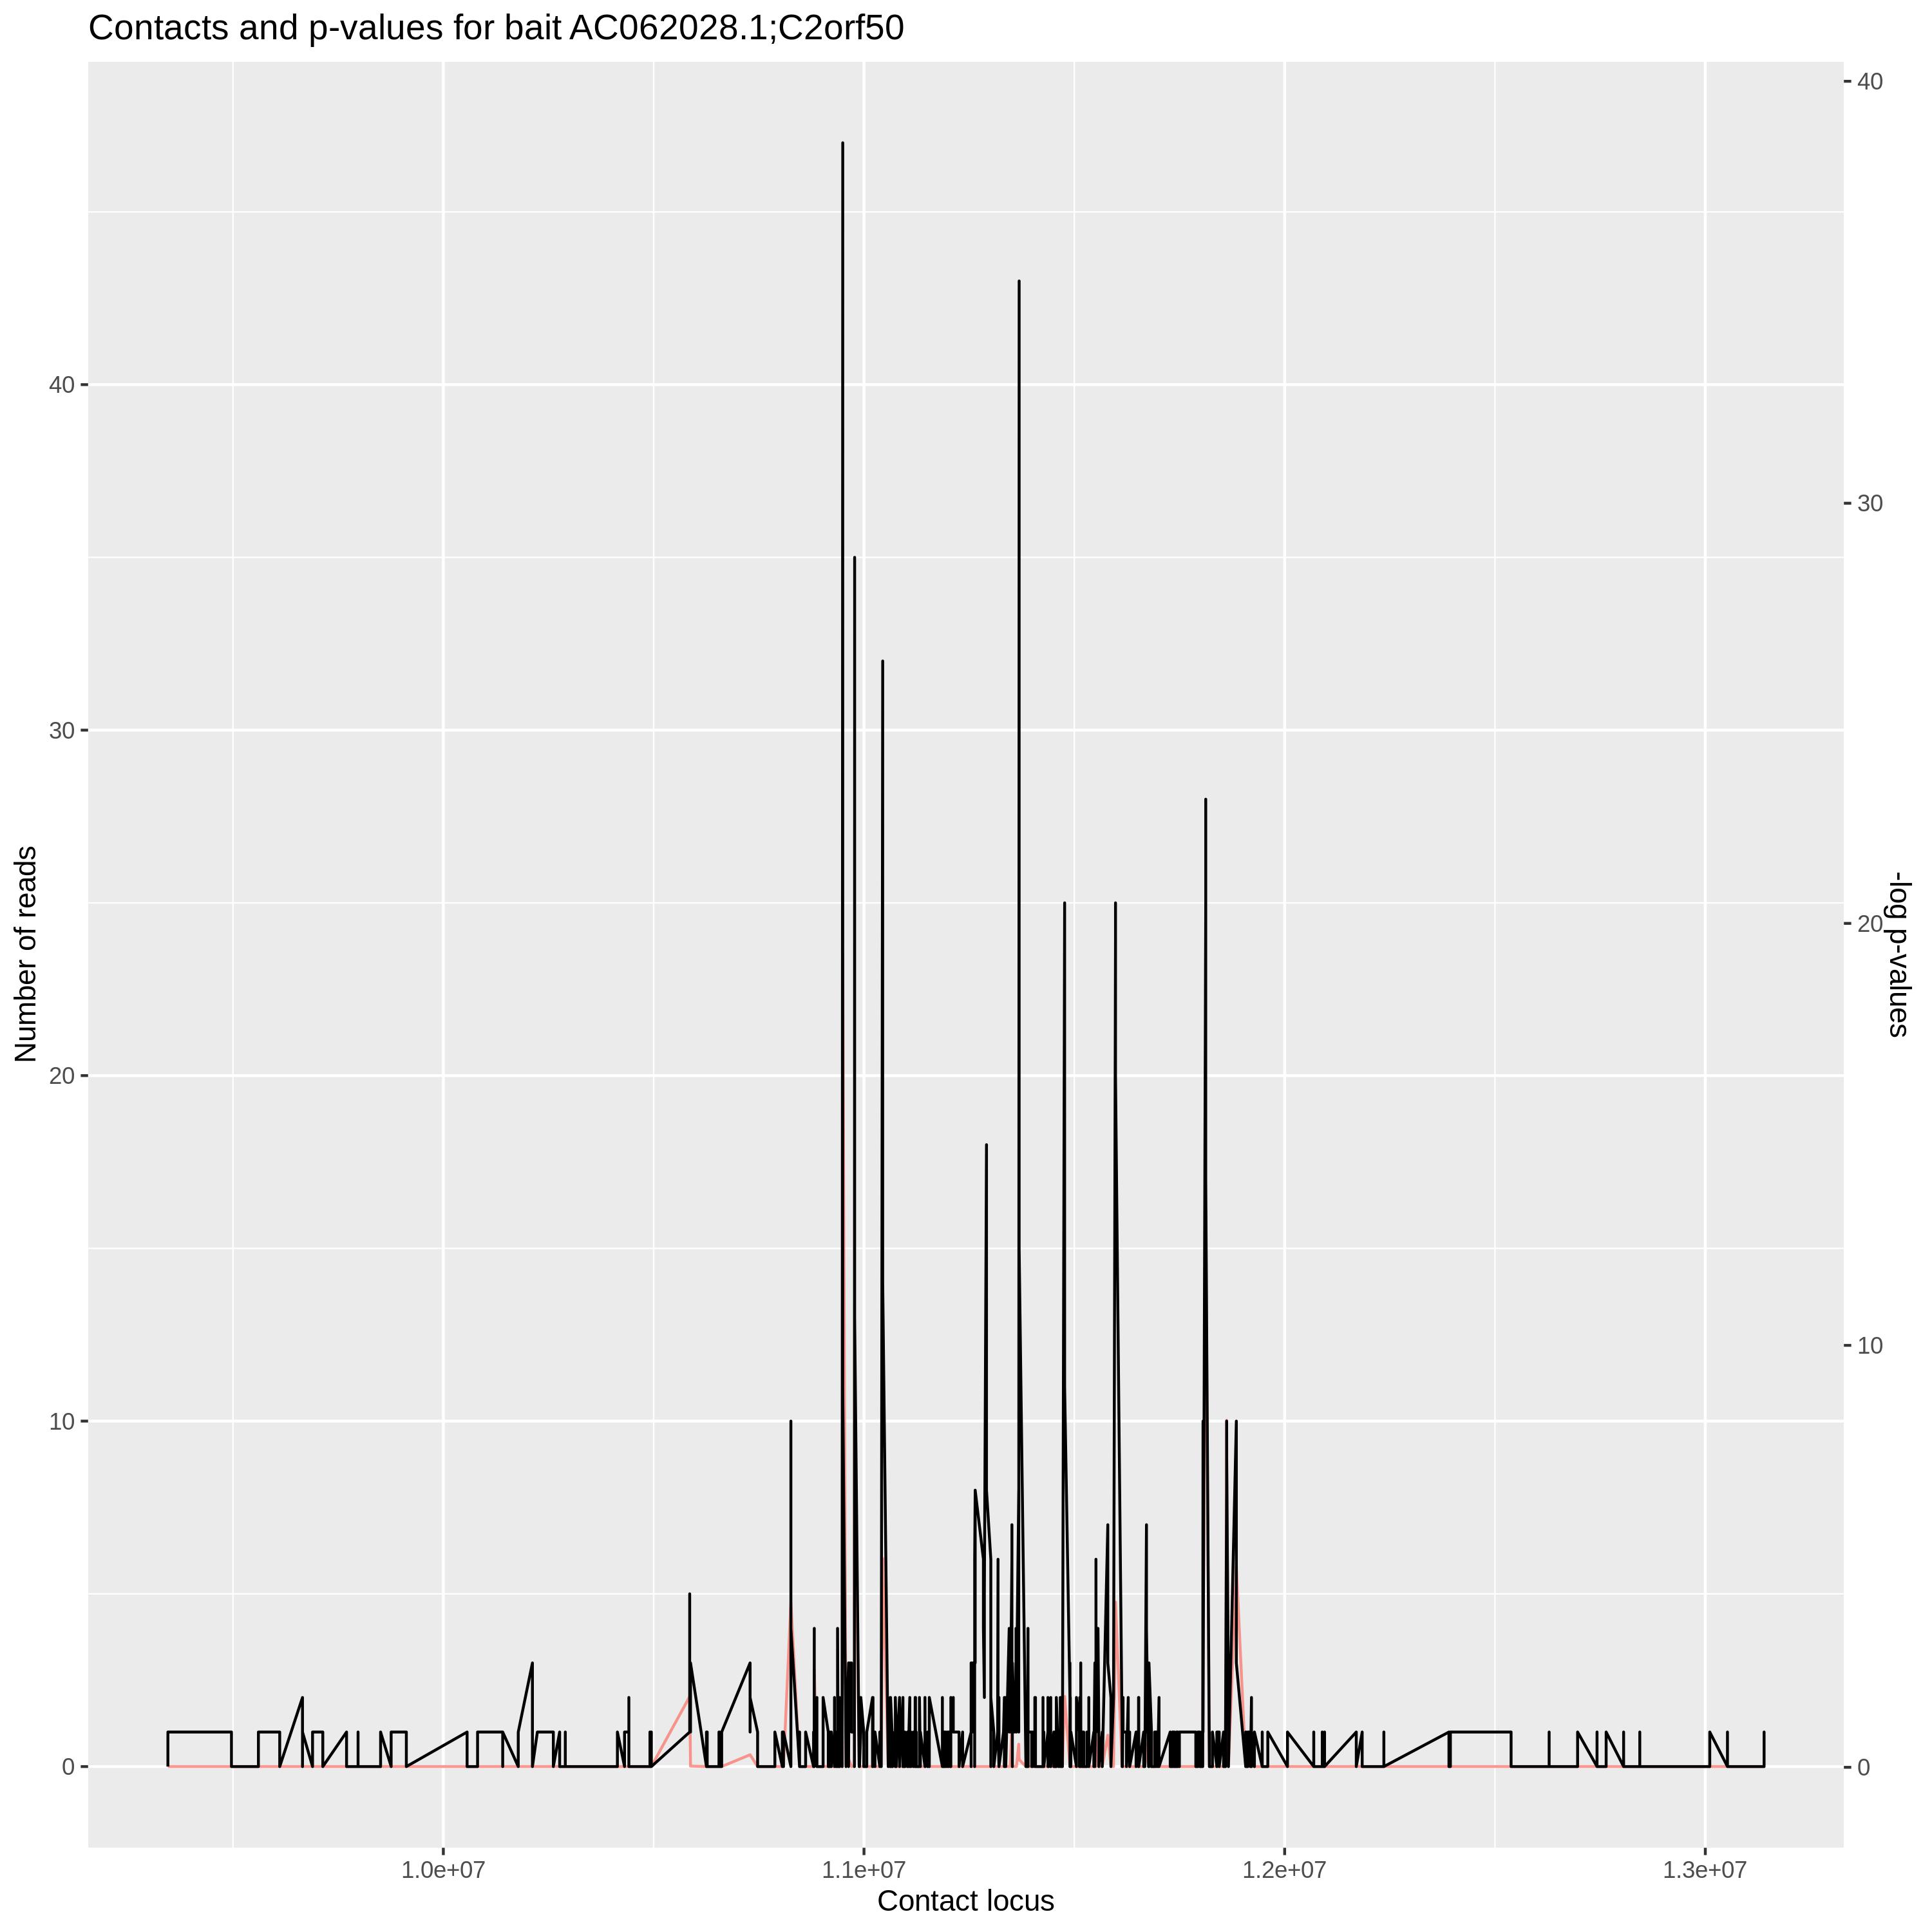 Contacts and p-values for bait AC062028.1;C2orf50
Number of reads
40
30
20
10
0
-log p-values
40
30
20
10
0
1.0e+07
1.1e+07
1.2e+07
1.3e+07
Contact locus